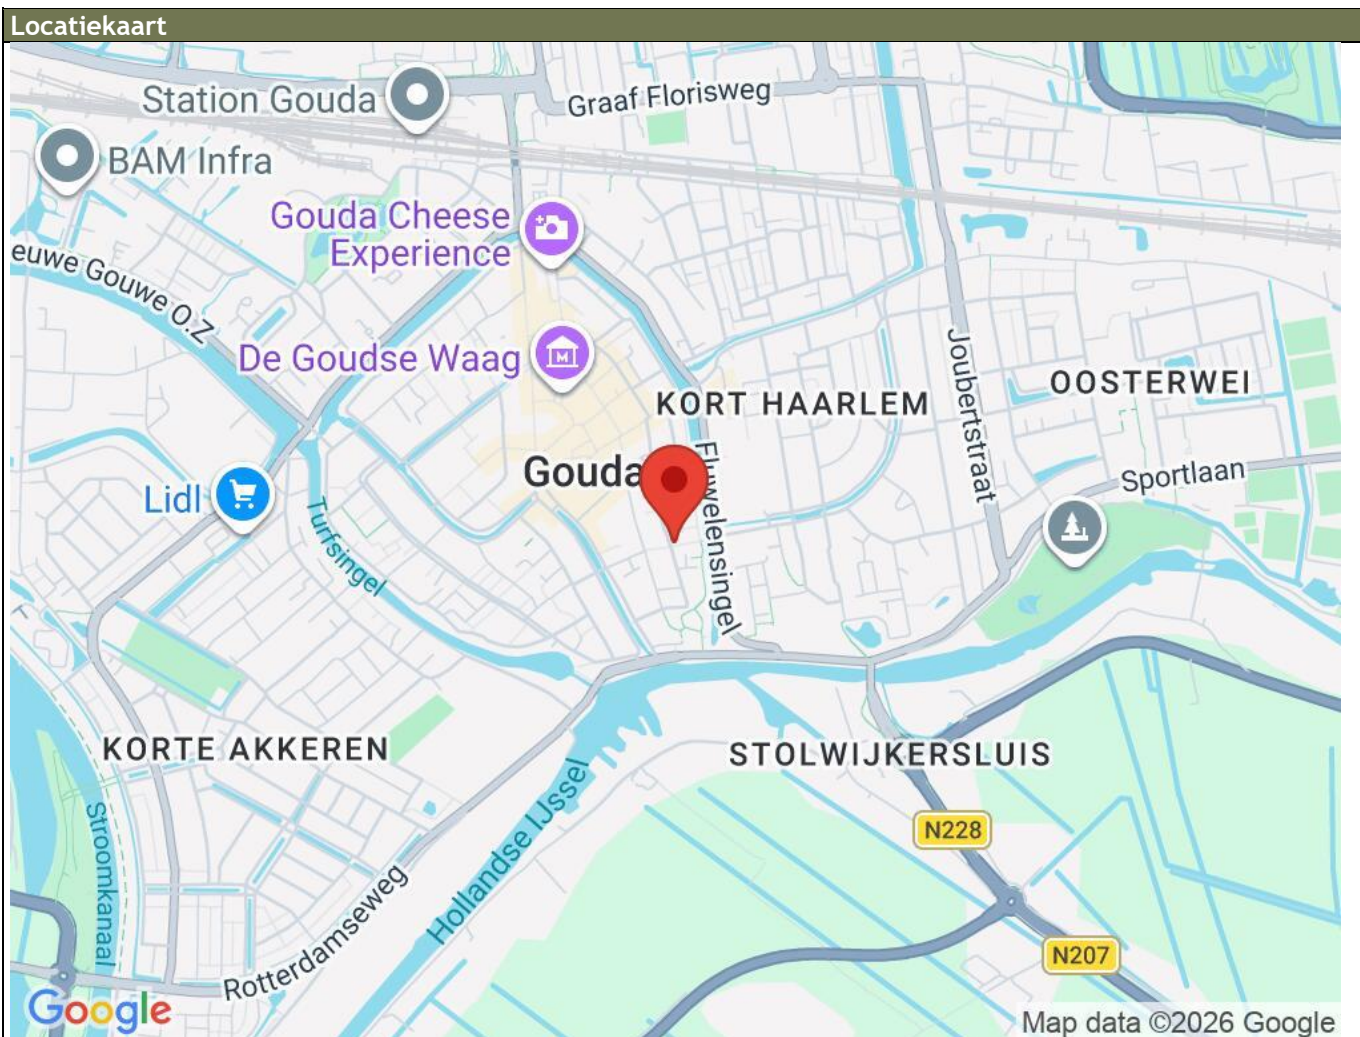 Locatiekaart
Station Gouda
Graaf Florisweg
BAM Infra
Gouda Cheese
Experience
euwe Gouwe O.Z
De Goudse Waag
Joubertstraat
OOSTERWEI
KORT HAARLEM
Gouda
Fluwelensingel
Sportlaan
Lidl
Turfsingel
KORTE AKKEREN
STOLWIJKERSLUIS
Stroomkanaal
Hollandse IJssel
N228
Rotterdamseweg
N207
Google
Map data ©2026 Google